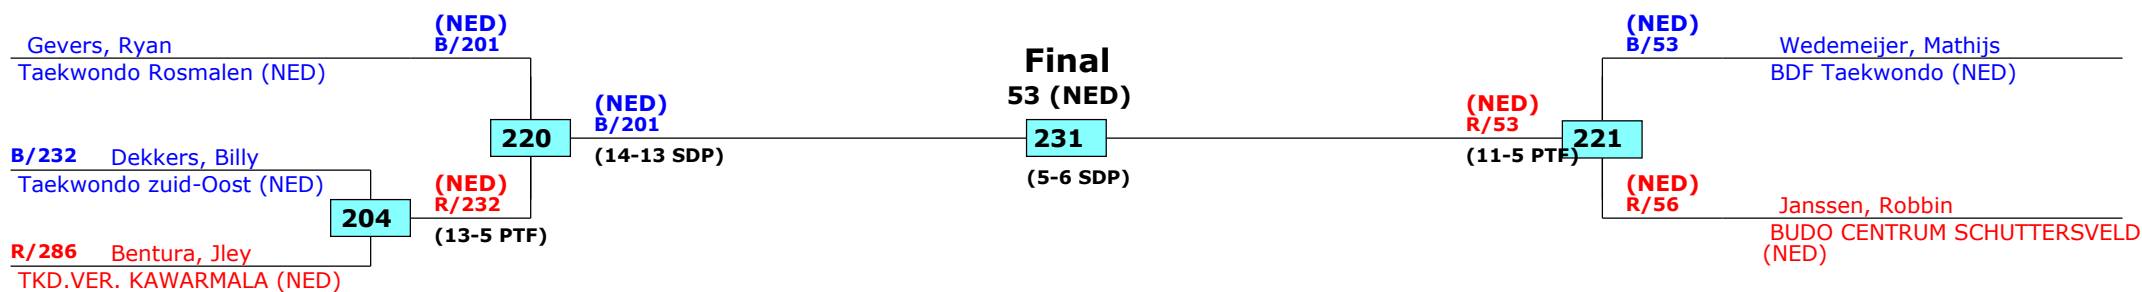 (NED)
B/201
Gevers, Ryan
Taekwondo Rosmalen (NED)
B/232 Dekkers, Billy
Taekwondo zuid-Oost (NED)
204
R/286 Bentura, Jley
TKD.VER. KAWARMALA (NED)
(NED)
R/232
(13-5 PTF)
220
(NED)
B/201
(14-13 SDP)
Final
53 (NED)
231
(5-6 SDP)
(NED)
R/53
(11-5 PTF)
221
(NED)
B/53
Wedemeijer, Mathijs
BDF Taekwondo (NED)
(NED)
R/56
Janssen, Robbin
BUDO CENTRUM SCHUTTERSVELD
(NED)